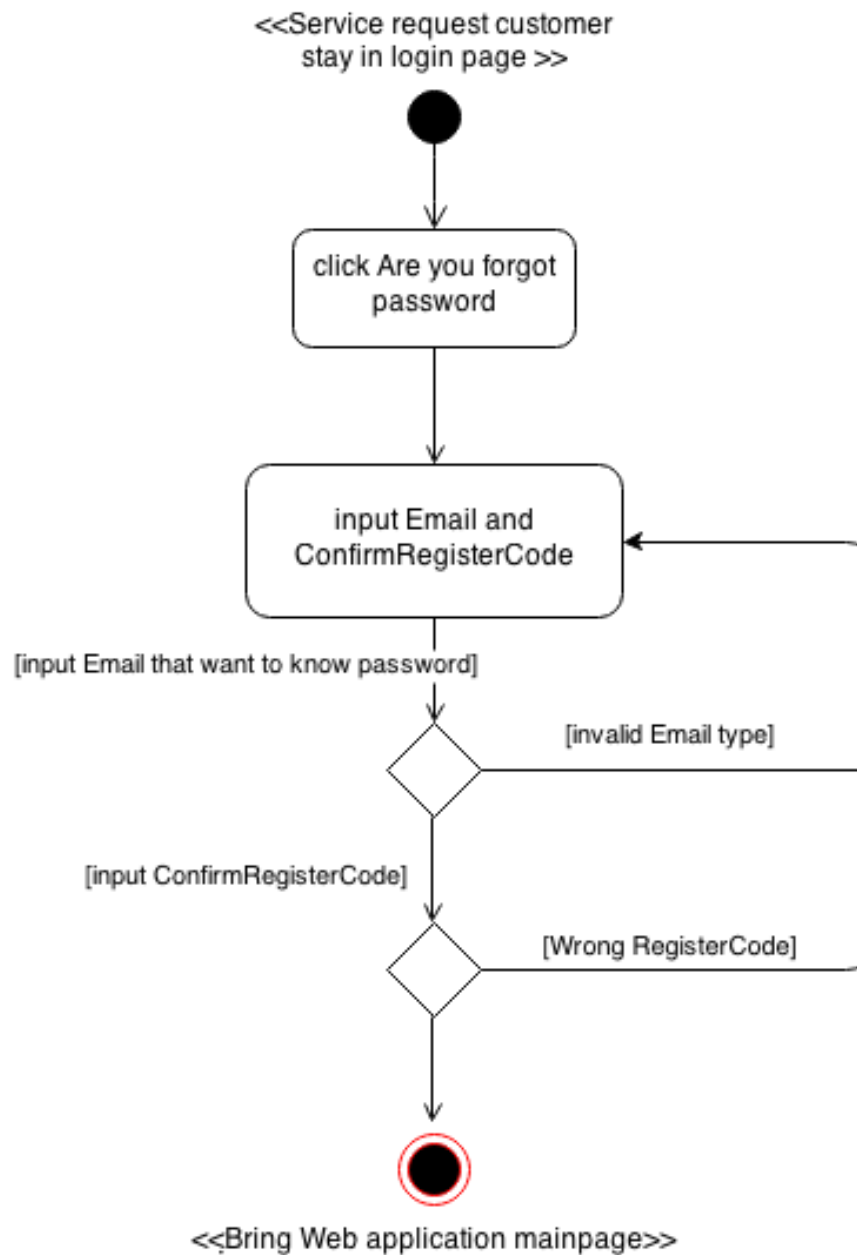 <<Service request customer
stay in login page >>
click Are you forgot
password
input Email and
ConfirmRegisterCode
[input Email that want to know password]
[invalid Email type]
[input ConfirmRegisterCode]
[Wrong RegisterCode]
<<Bring Web application mainpage>>